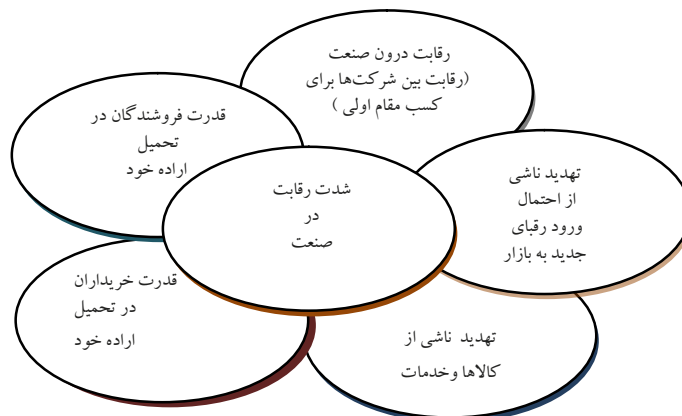 رقابت درون صنعت
(رقابت بین شرکت‌ها برای
کسب مقام اولی )
قدرت فروشندگان در
تحمیل
اراده خود
تهدید ناشی
از احتمال
ورود رقبای
جدید به بازار
شدت رقابت
در
صنعت
قدرت خریداران
در تحمیل
اراده خود
تهدید ناشی از
کالاها وخدمات